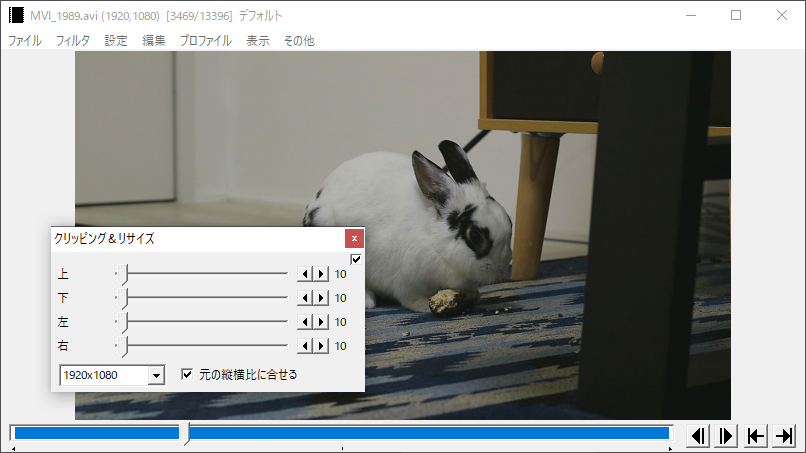 MVI_1989.avi (1920,1080) [3469/13396] デフォルト
ファイル フィルタ 設定 編集 プロファイル 表示 その他
クリッピング＆リサイズ
上 10
下 10
左 10
右 10
1920x1080 元の縦横比に合せる